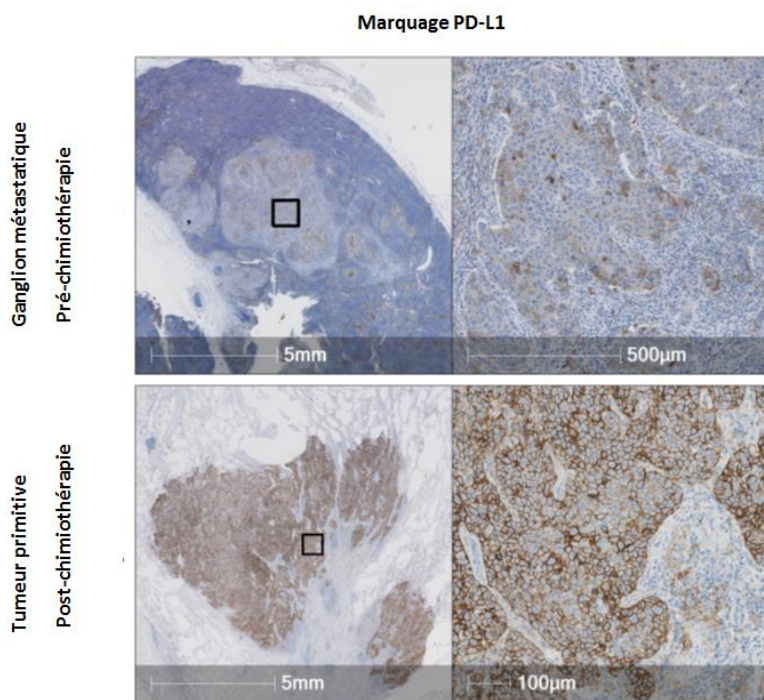 Marquage PD-L1
Ganglion métastatique
Pré-chimiothérapie
5mm
500µm
Tumeur primitive
Post-chimiothérapie
5mm
100µm